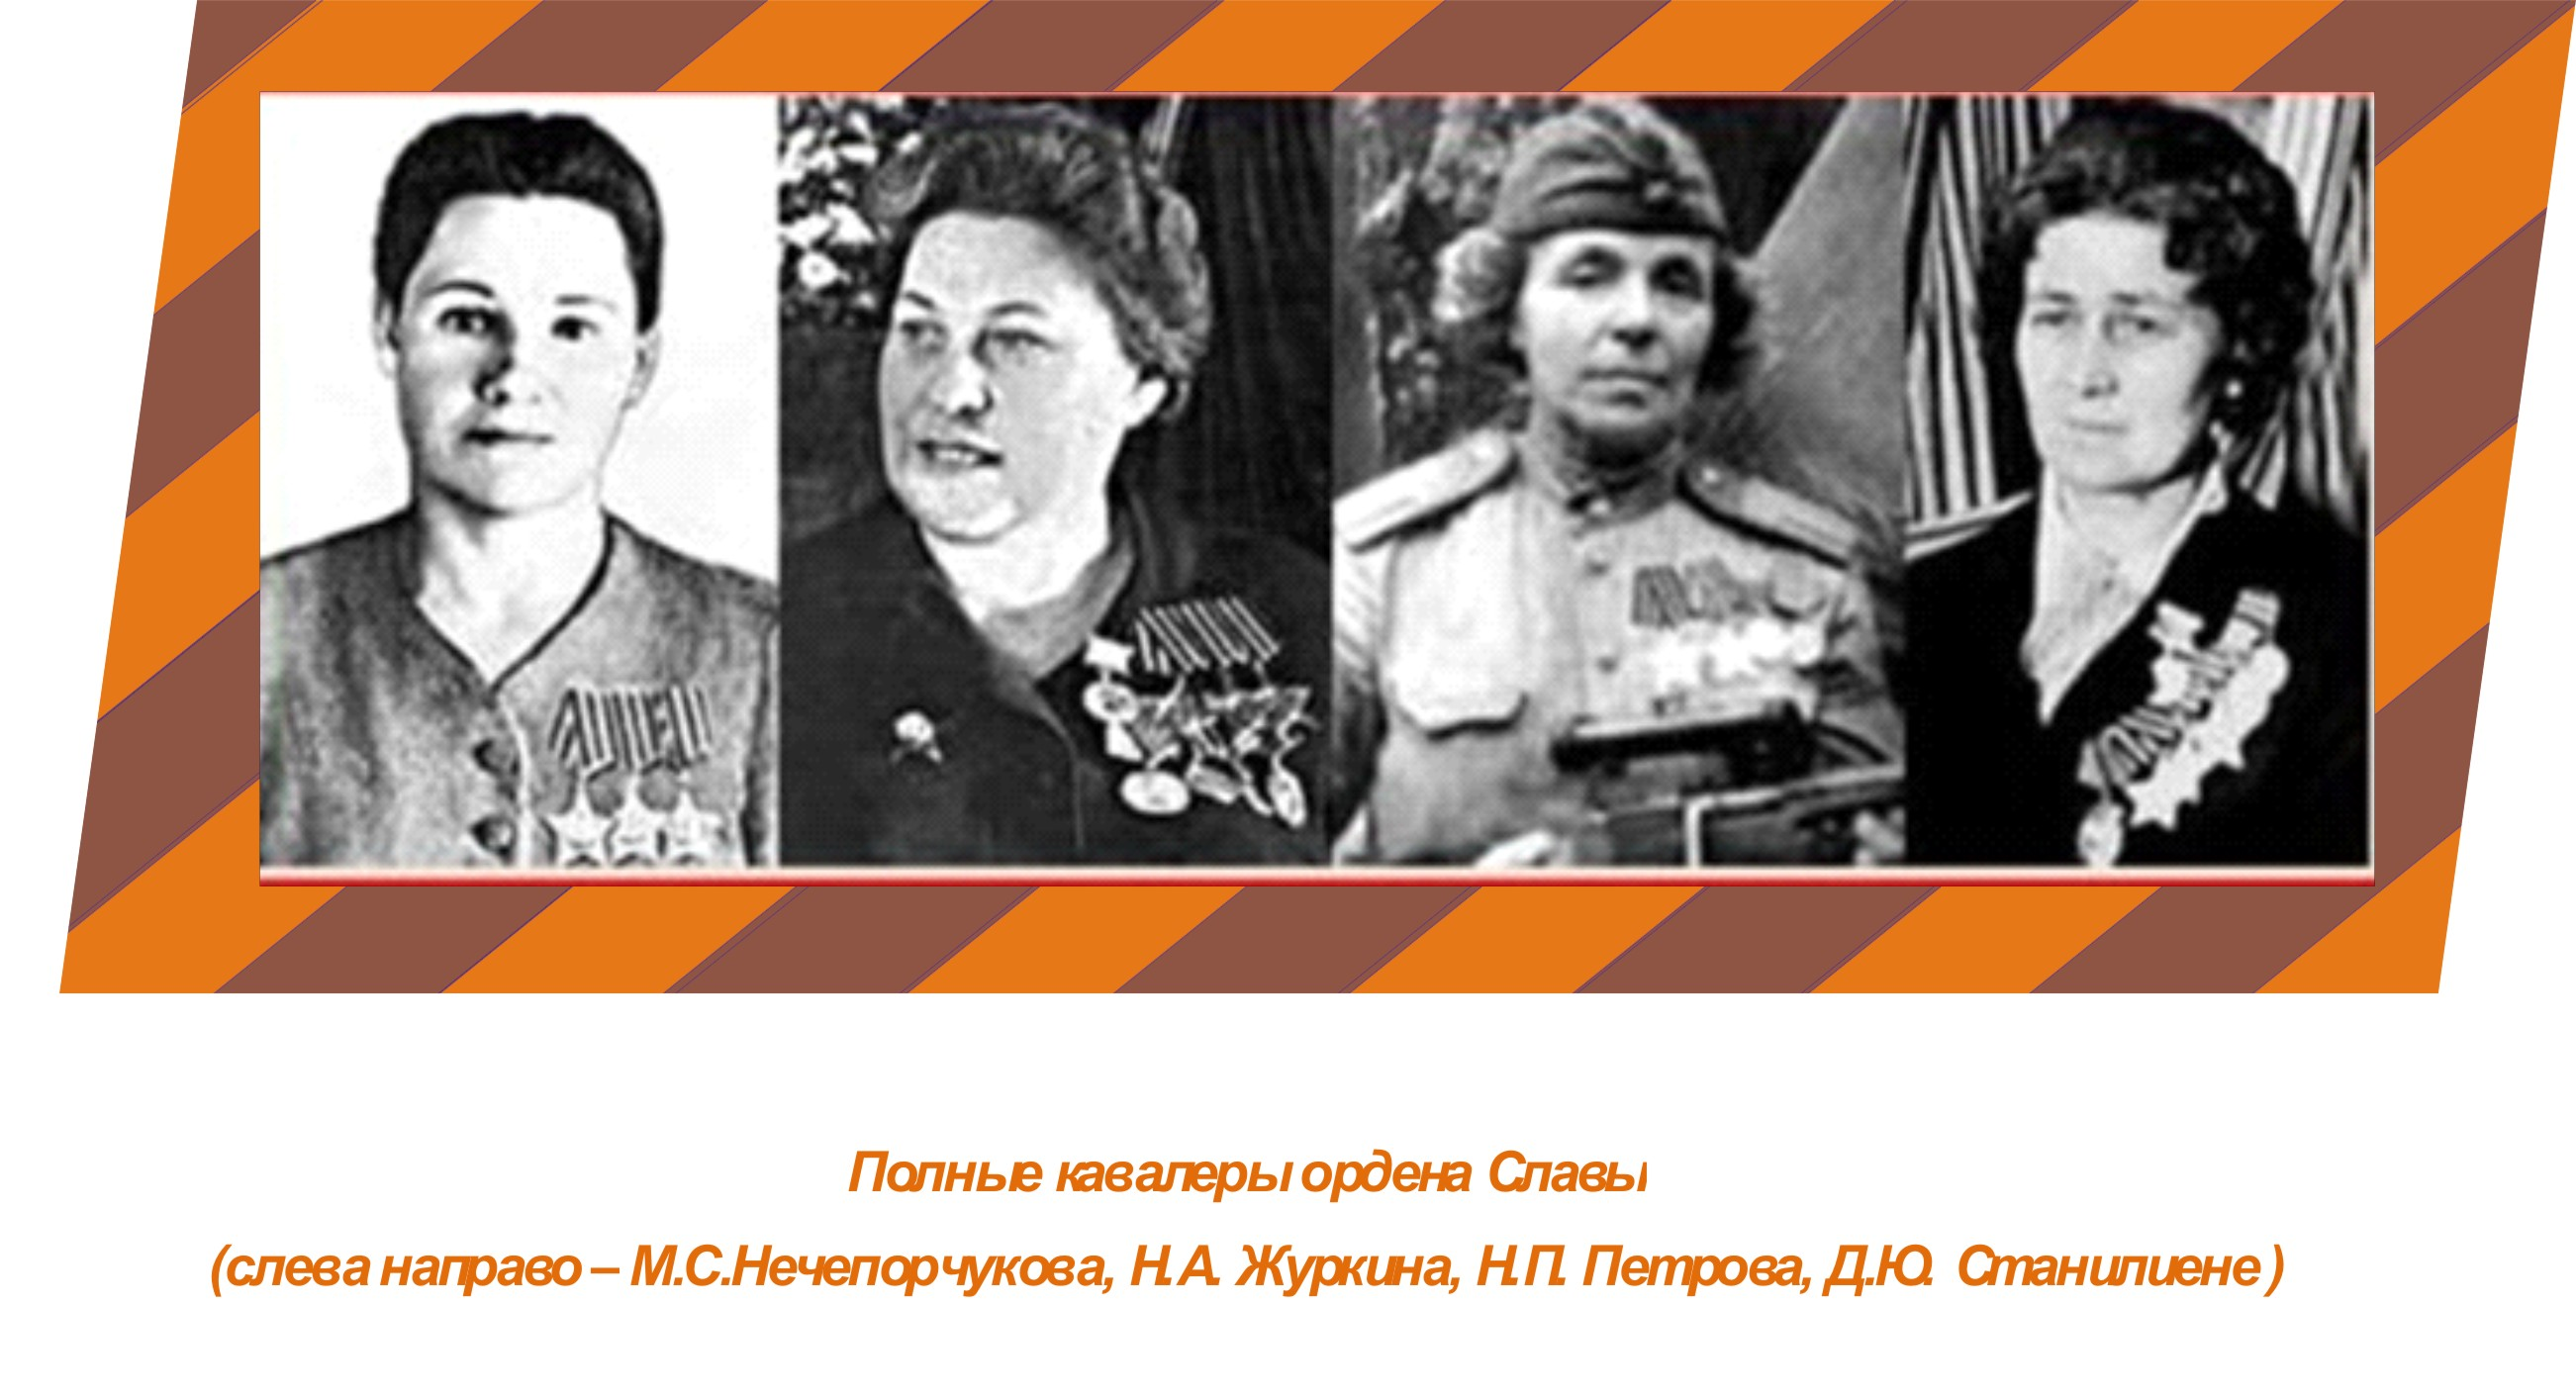 Полные кавалеры ордена Славы
(слева направо – М.С.Нечепорчукова, Н.А. Журкина, Н.П. Петрова, Д.Ю. Станилиене)